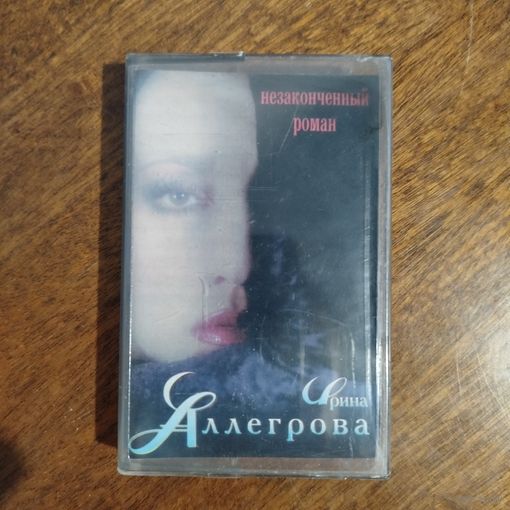 незаконченный
роман
Ирина
Аллегрова